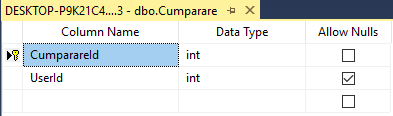 DESKTOP-P9K21C4....3 - dbo.Cumparare
Column Name Data Type Allow Nulls
CumparareId int
UserId int